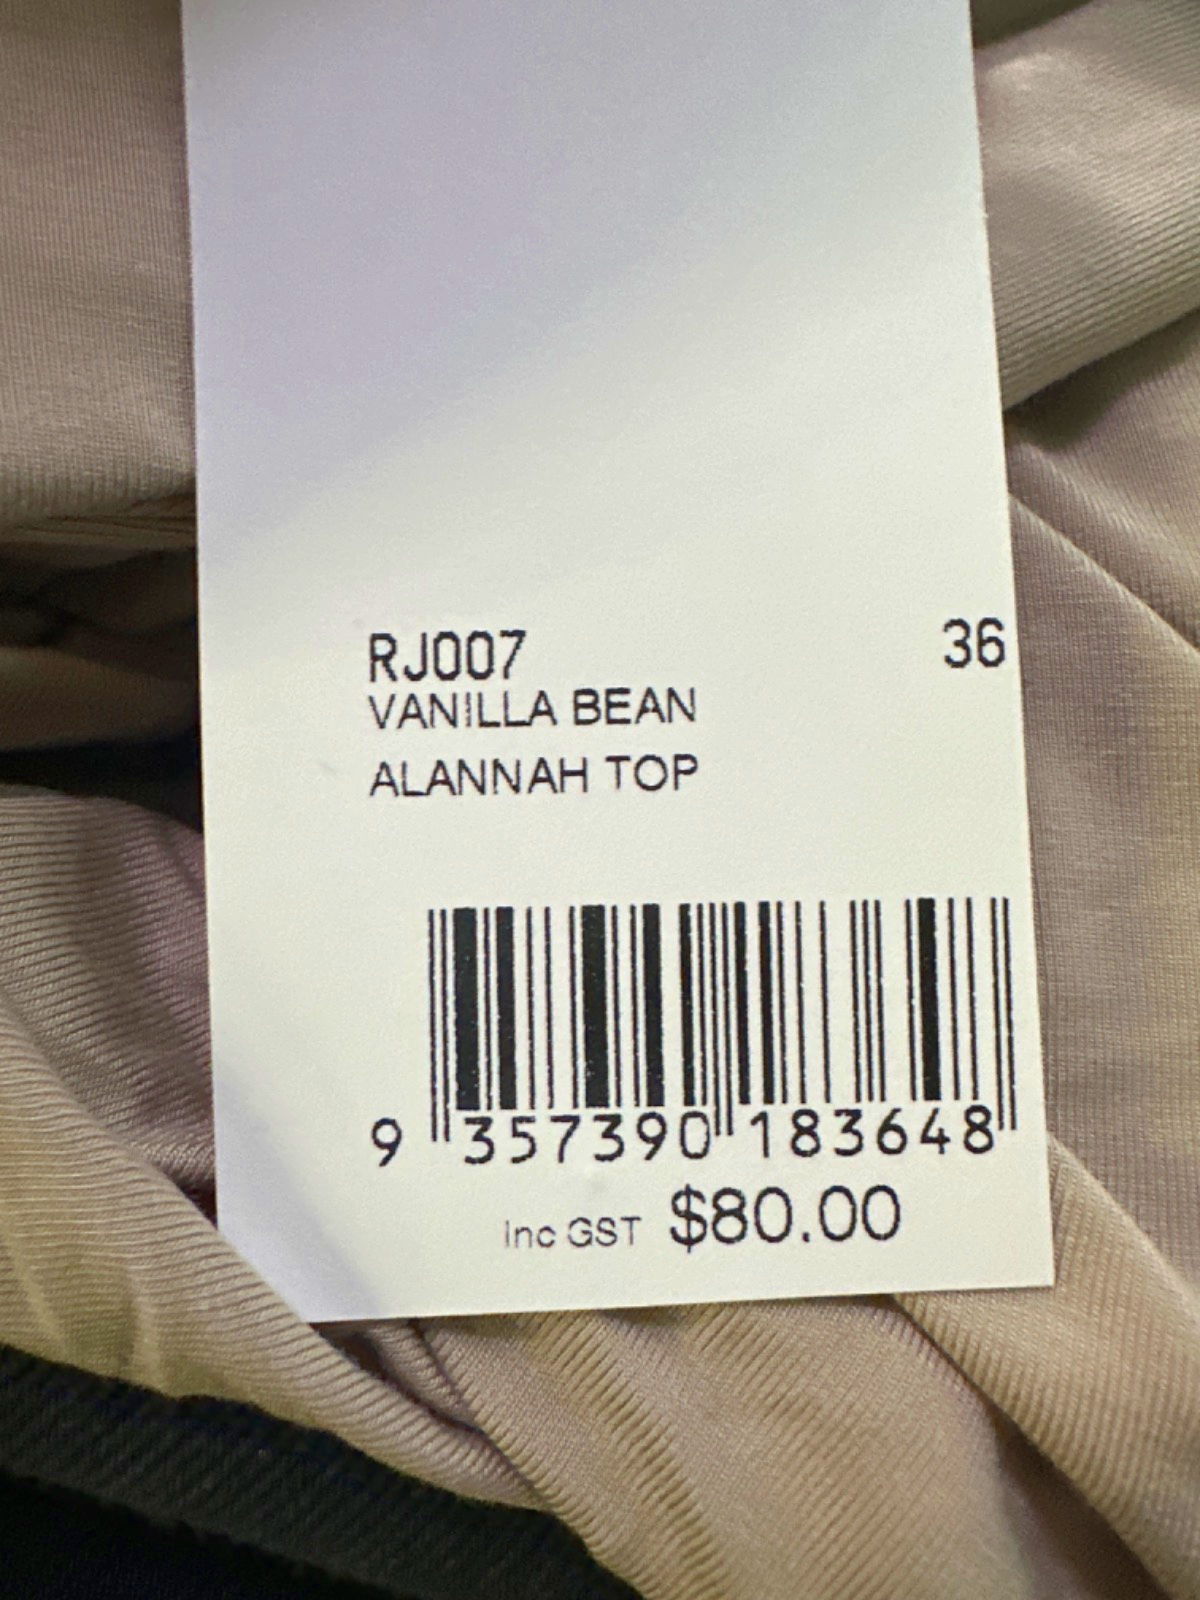 RJ007 36
VANILLA BEAN
ALANNAH TOP
9 357390 183648
Inc GST $80.00